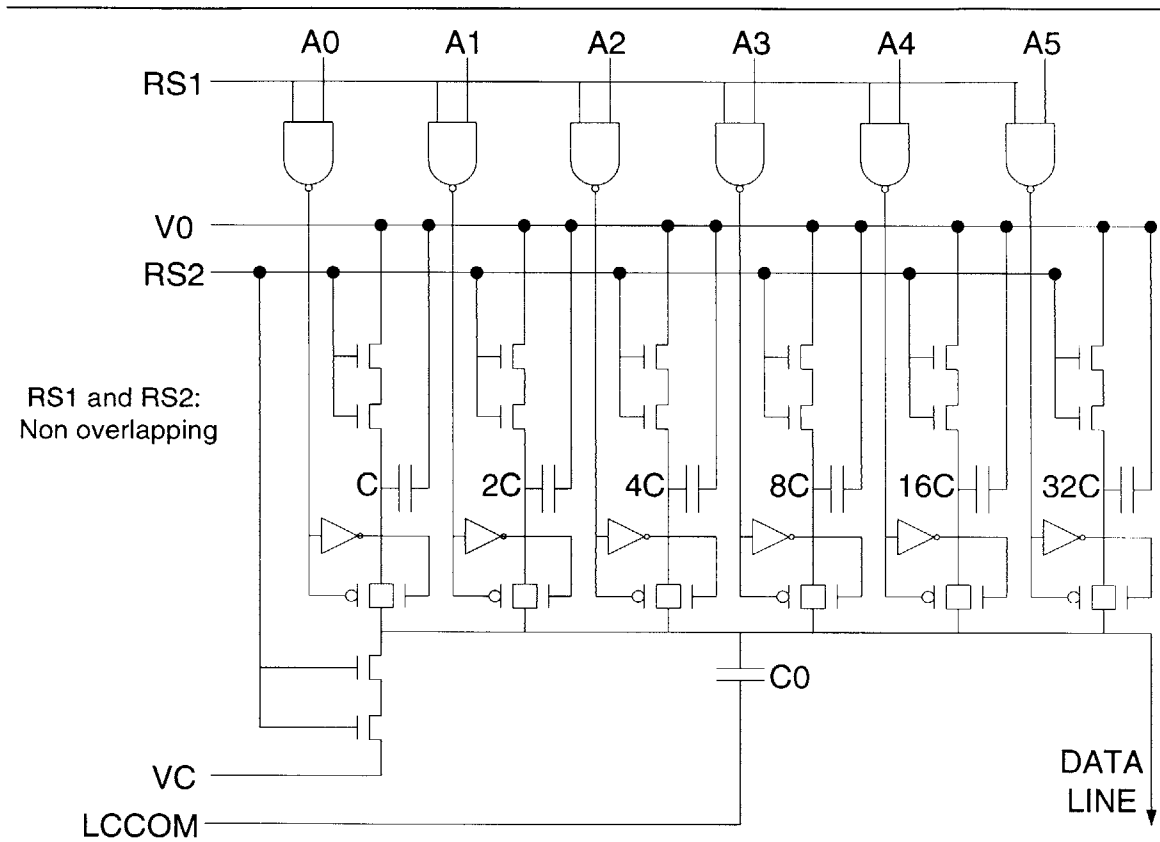 A0 A1 A2 A3 A4 A5
RS1
V0
RS2
RS1 and RS2:
Non overlapping
C 2C 4C 8C 16C 32C
C0
VC
DATA
LINE
LCCOM